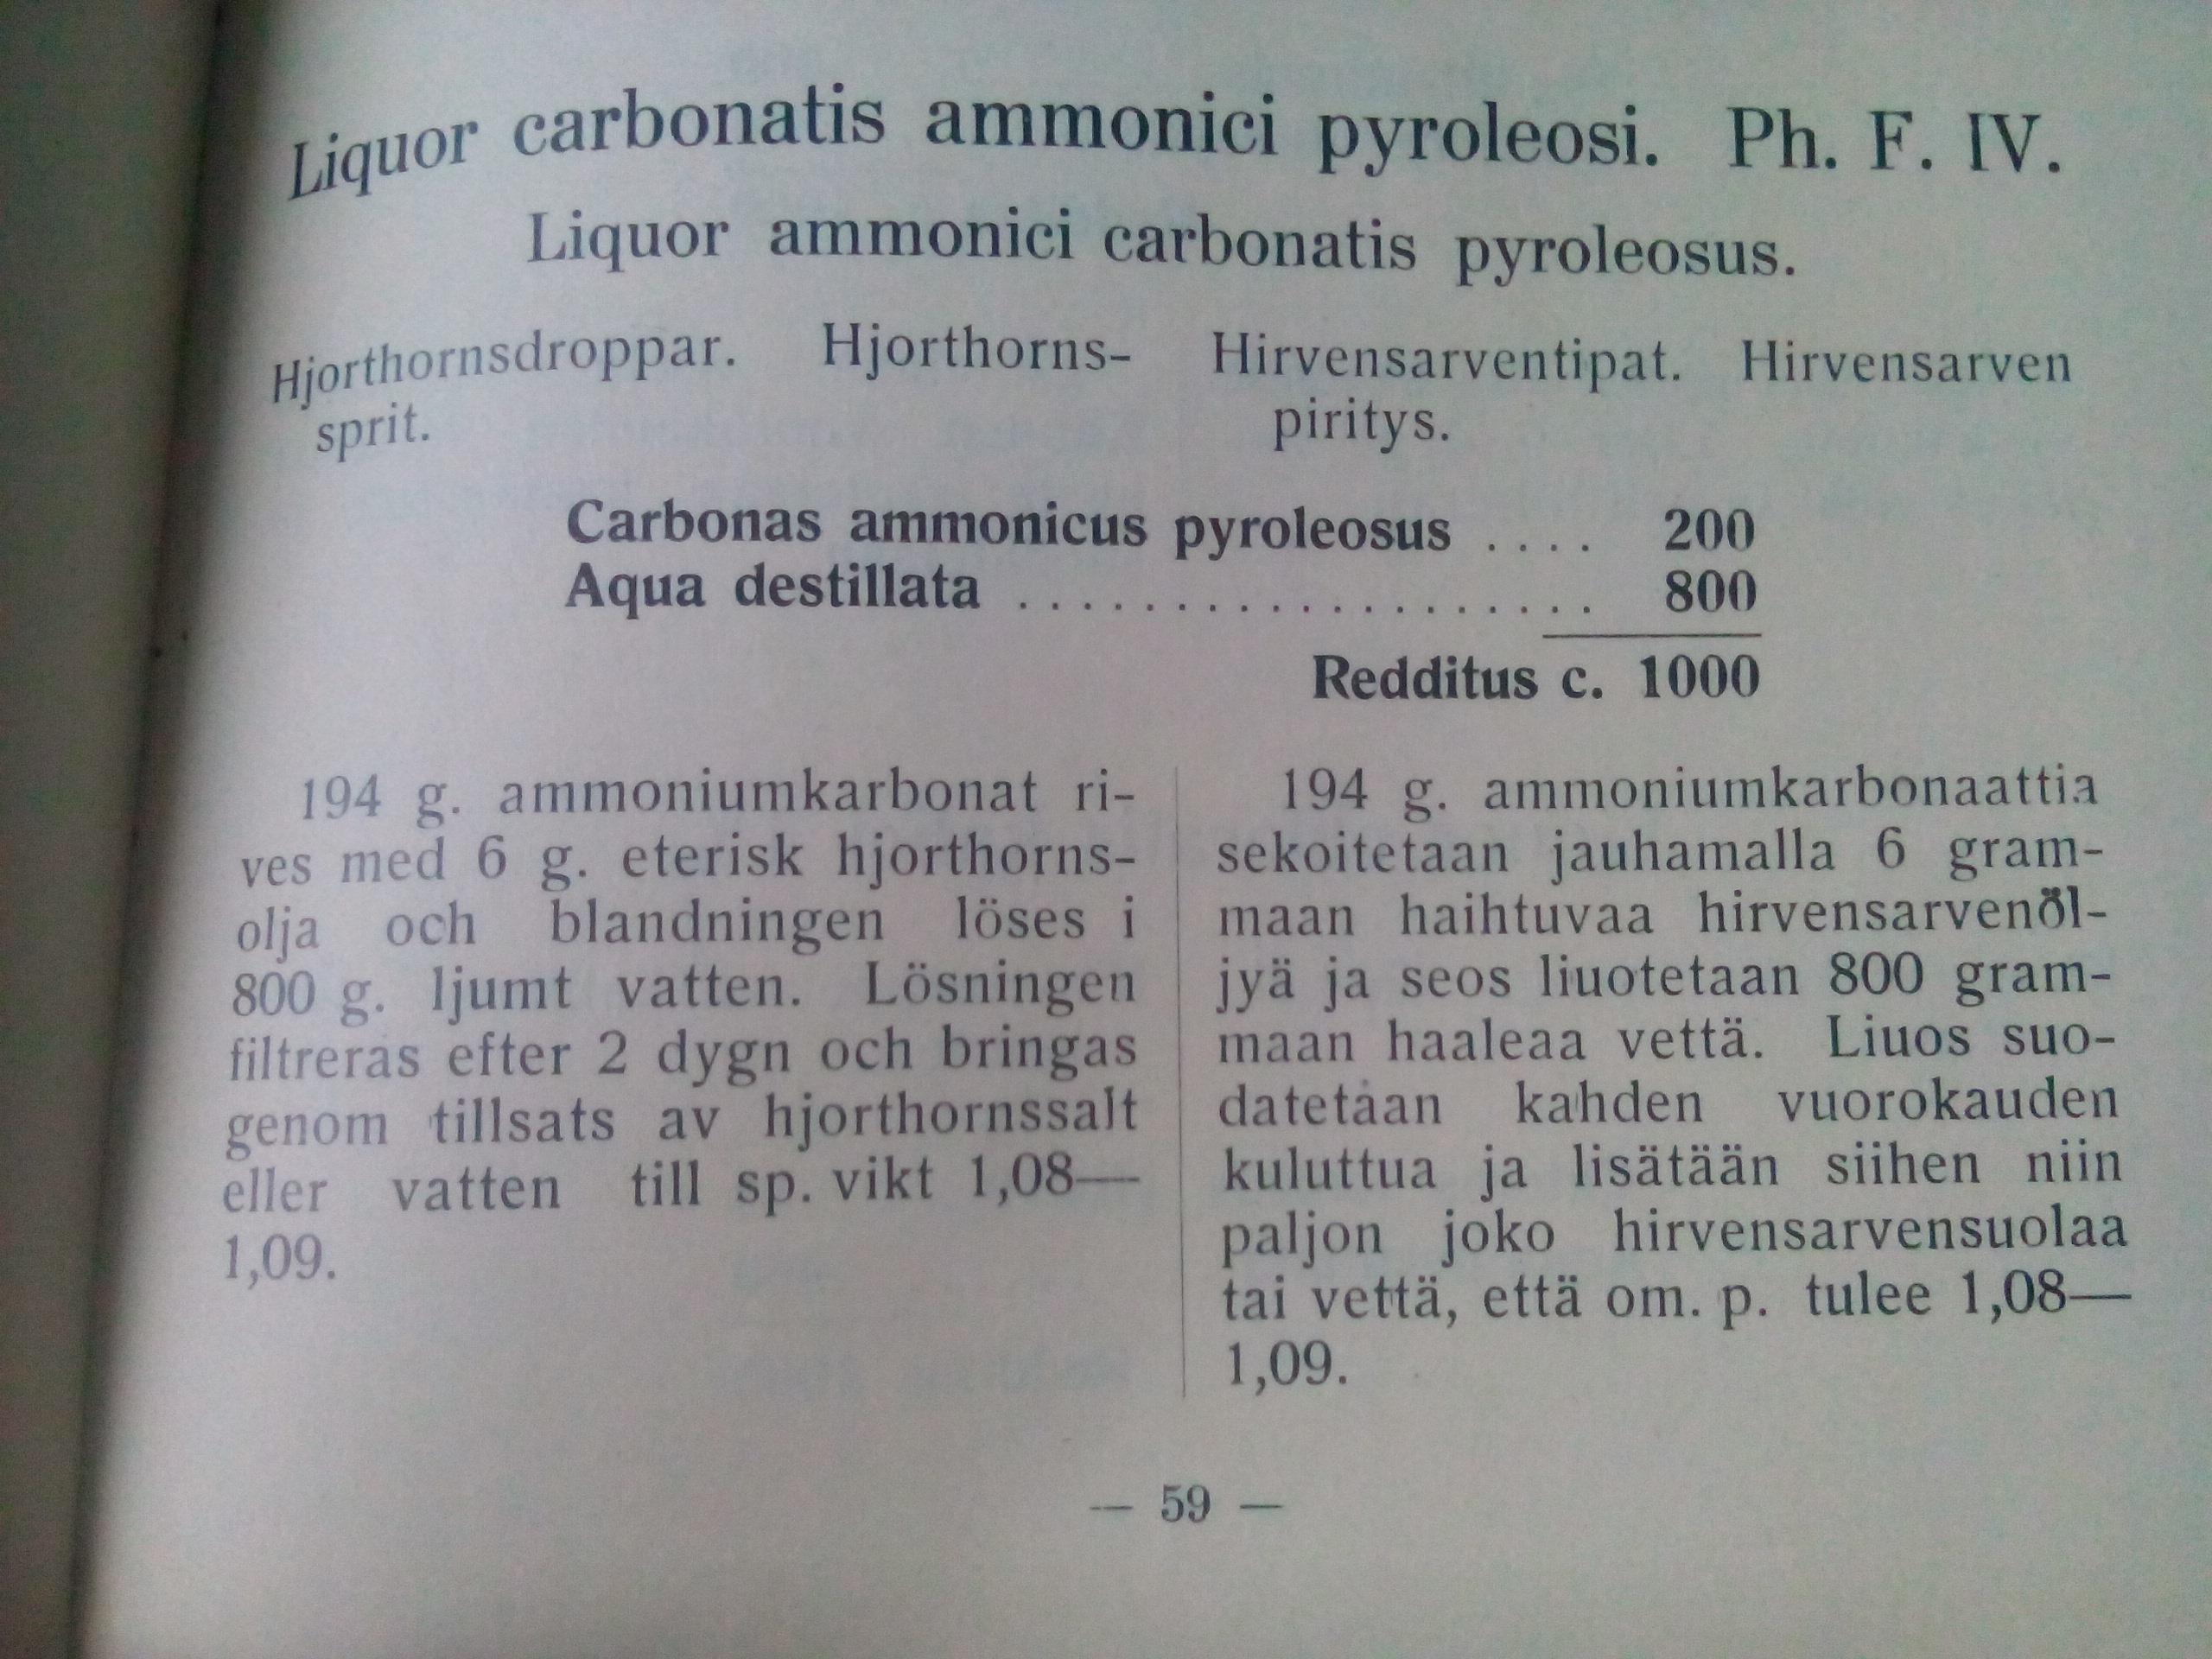 Liquor carbonatis ammonici pyroleosi. Ph. F. IV.
Liquor ammonici carbonatis pyroleosus.
Hjorthornsdroppar. Hjorthorns-
sprit.
Hirvensarventipat. Hirvensarven
piritys.
Carbonas ammonicus pyroleosus .... 200
Aqua destillata ................... 800
Redditus c. 1000
194 g. ammoniumkarbonat ri-
ves med 6 g. eterisk hjorthorns-
olja och blandningen löses i
800 g. ljumt vatten. Lösningen
filtreras efter 2 dygn och bringas
genom tillsats av hjorthornssalt
eller vatten till sp. vikt 1,08—
1,09.
194 g. ammoniumkarbonaattia
sekoitetaan jauhamalla 6 gram-
maan haihtuvaa hirvensarvenöl-
jyä ja seos liuotetaan 800 gram-
maan haaleaa vettä. Liuos suo-
datetaan kahden vuorokauden
kuluttua ja lisätään siihen niin
paljon joko hirvensarvensuolaa
tai vettä, että om. p. tulee 1,08—
1,09.
— 59 —